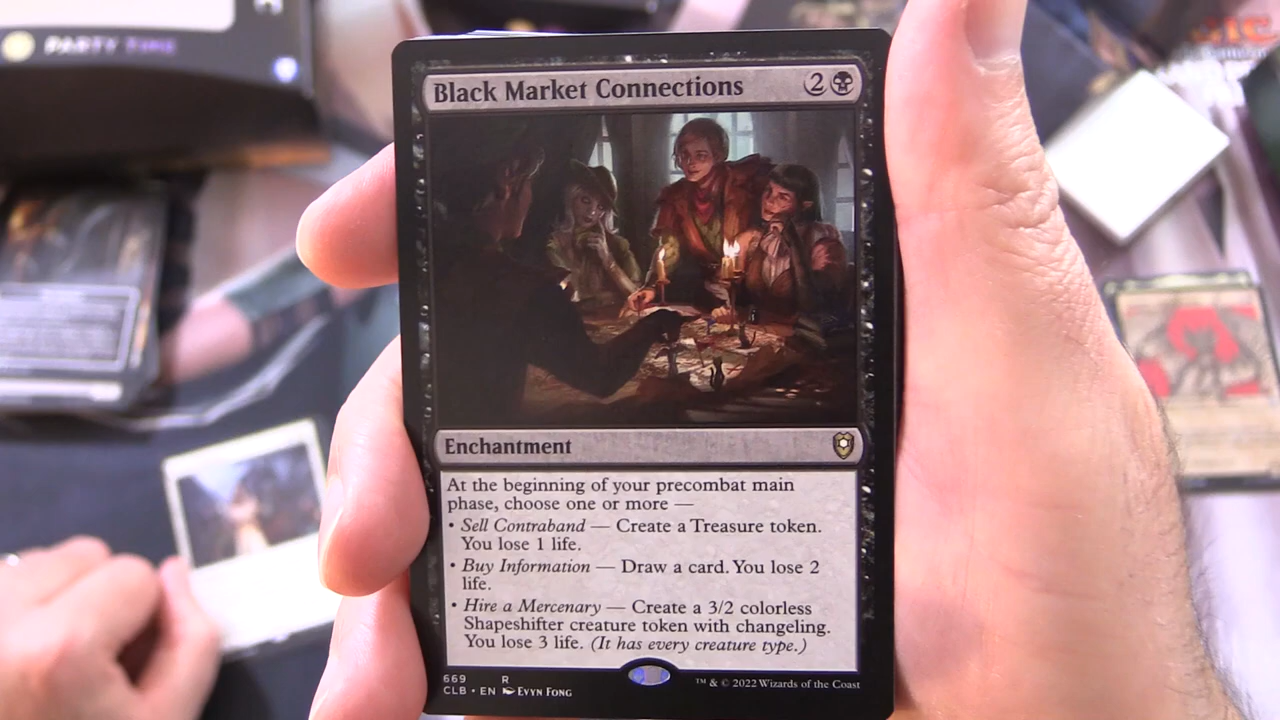 PARTY TIME
Black Market Connections 2
Enchantment
At the beginning of your precombat main
phase, choose one or more —
• Sell Contraband — Create a Treasure token.
You lose 1 life.
• Buy Information — Draw a card. You lose 2
life.
• Hire a Mercenary — Create a 3/2 colorless
Shapeshifter creature token with changeling.
You lose 3 life. (It has every creature type.)
669 R
CLB • EN Evyn Fong
™ & © 2022 Wizards of the Coast